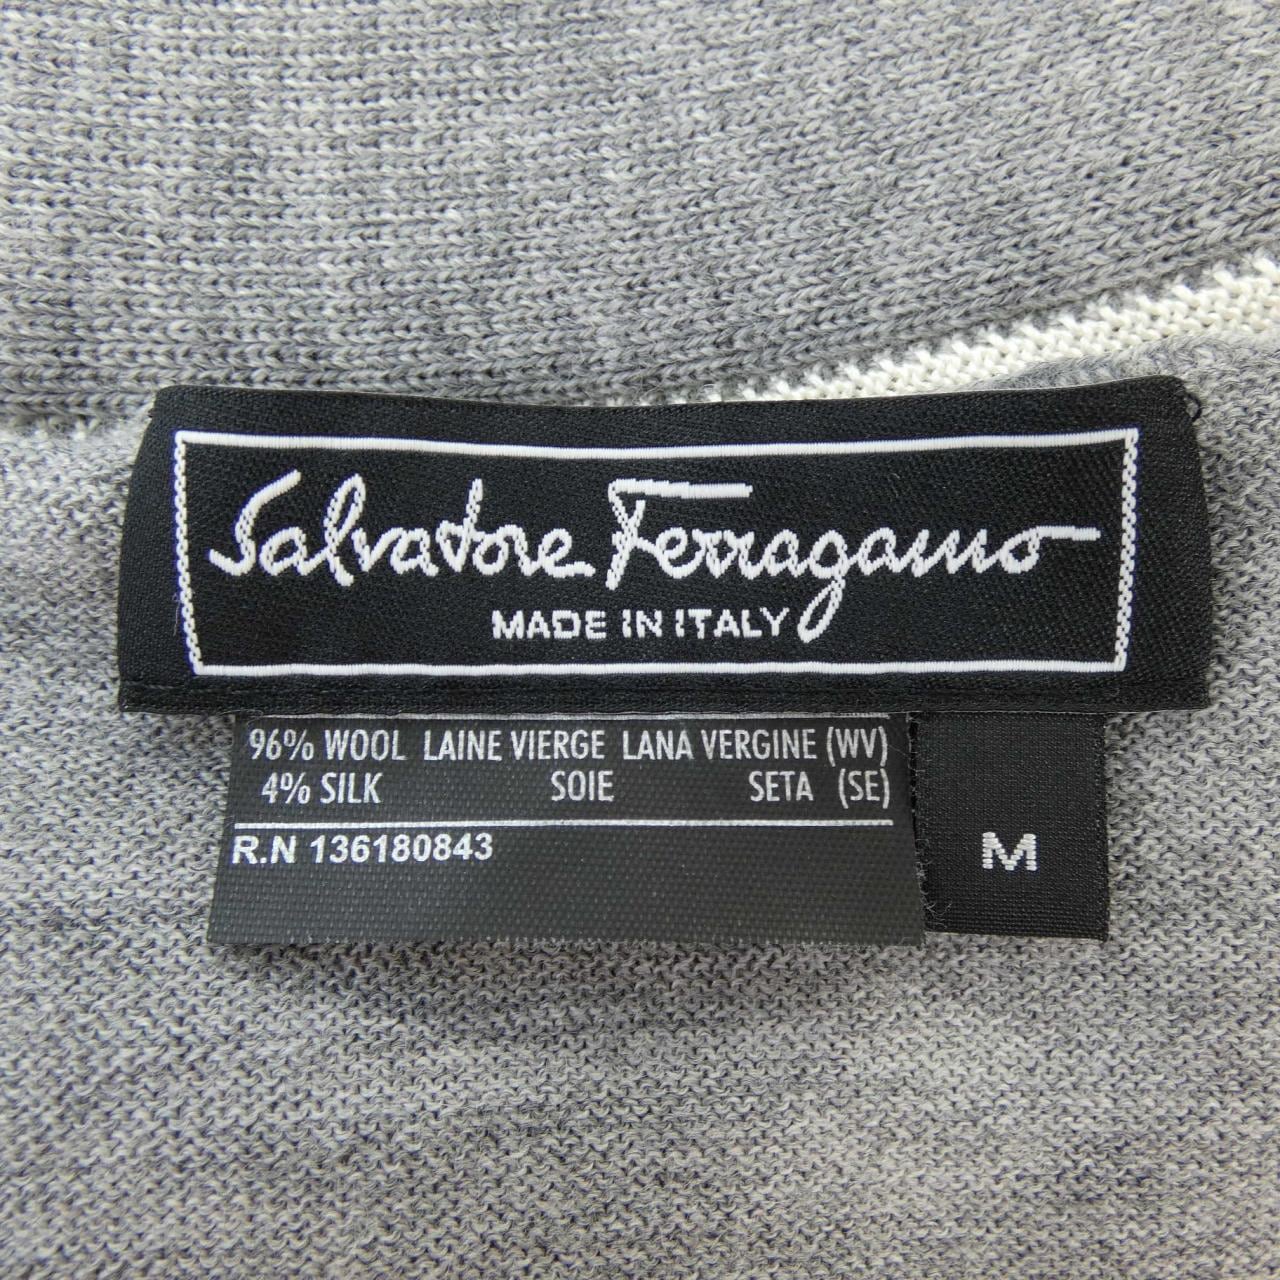 Salvatore Ferragamo
MADE IN ITALY
96% WOOL LAINE VIERGE LANA VERGINE (WV)
4% SILK SOIE SETA (SE)
R.N 136180843
M